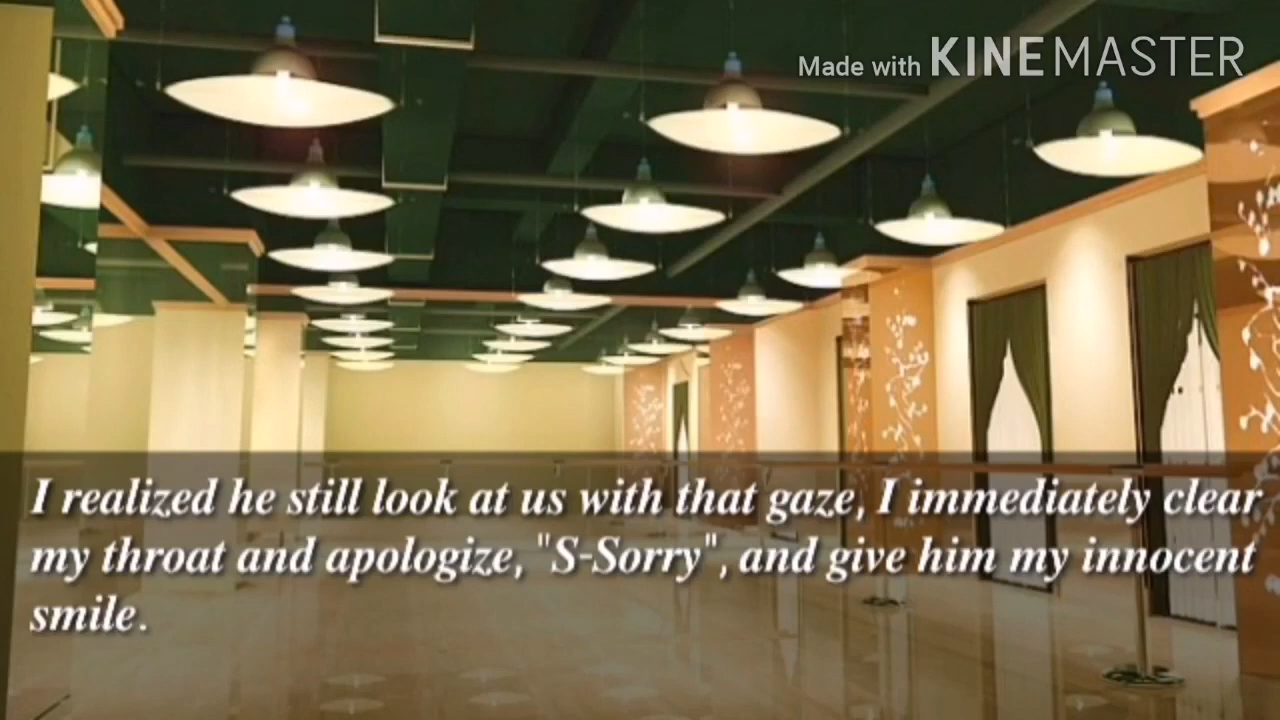 Made with KINEMASTER
I realized he still look at us with that gaze, I immediately clear
my throat and apologize, "S-Sorry", and give him my innocent
smile.